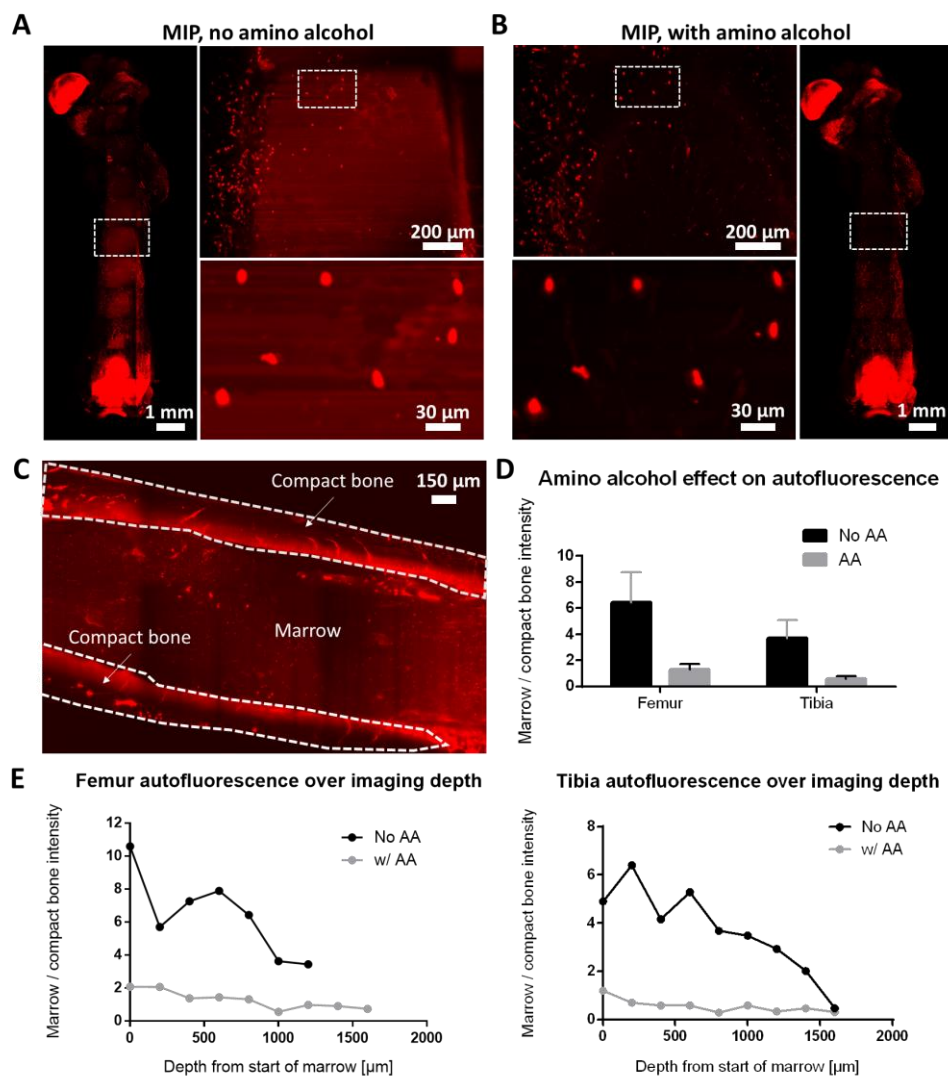 A
MIP, no amino alcohol
200 µm
1 mm
30 µm
B
MIP, with amino alcohol
200 µm
30 µm
1 mm
C
Compact bone
150 µm
Marrow
Compact bone
D
Amino alcohol effect on autofluorescence
No AA
AA
Marrow / compact bone intensity
10
8
6
4
2
0
Femur
Tibia
E
Femur autofluorescence over imaging depth
No AA
w/ AA
Marrow / compact bone intensity
12
10
8
6
4
2
0
0
500
1000
1500
2000
Depth from start of marrow [µm]
Tibia autofluorescence over imaging depth
No AA
w/ AA
Marrow / compact bone intensity
8
6
4
2
0
0
500
1000
1500
2000
Depth from start of marrow [µm]